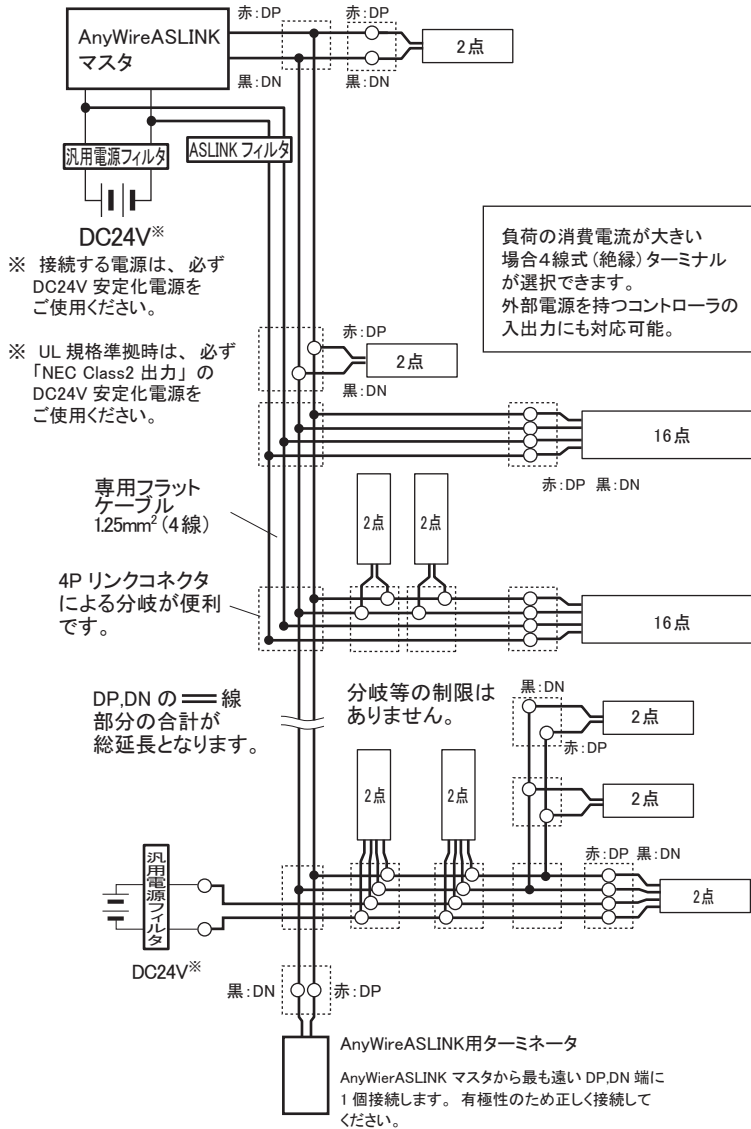 赤:DP
AnyWireASLINK
マスタ
2点
黒:DN
黒:DN
赤:DP
汎用電源フィルタ
ASLINK フィルタ
DC24V※
※ 接続する電源は、必ず
DC24V 安定化電源を
ご使用ください。
※ UL 規格準拠時は、必ず
「NEC Class2 出力」の
DC24V 安定化電源を
ご使用ください。
負荷の消費電流が大きい
場合4線式(絶縁)ターミナル
が選択できます。
外部電源を持つコントローラの
入出力にも対応可能。
赤:DP
2点
黒:DN
16点
赤:DP 黒:DN
専用フラット
ケーブル
1.25mm²(4線)
2点
2点
4P リンクコネクタ
による分岐が便利
です。
16点
DP,DN の 線
部分の合計が
総延長となります。
分岐等の制限は
ありません。
黒:DN
2点
赤:DP
2点
2点
2点
赤:DP 黒:DN
2点
汎用電源フィルタ
DC24V※
黒:DN
赤:DP
AnyWireASLINK用ターミネータ
AnyWierASLINK マスタから最も遠い DP,DN 端に
1 個接続します。有極性のため正しく接続して
ください。